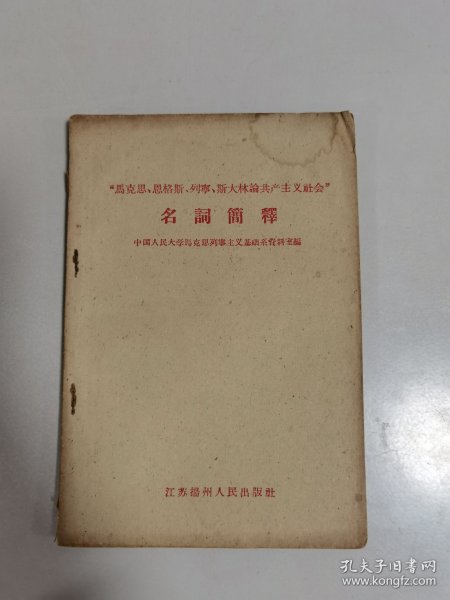 “馬克思、恩格斯、列寧、斯大林論共产主义社会”
名詞簡釋
中国人民大学馬克思列寧主义基础系資料室編
江苏揚州人民出版社
孔夫子旧书网
www.kongfz.com